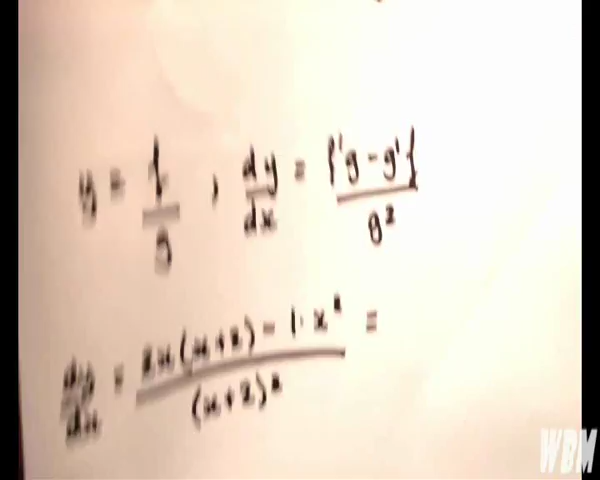 y = f/g , dy/dx = f'g - g'f / g²
dy/dx = 2x(x+2) - 1·x² / (x+2)² =
WBM